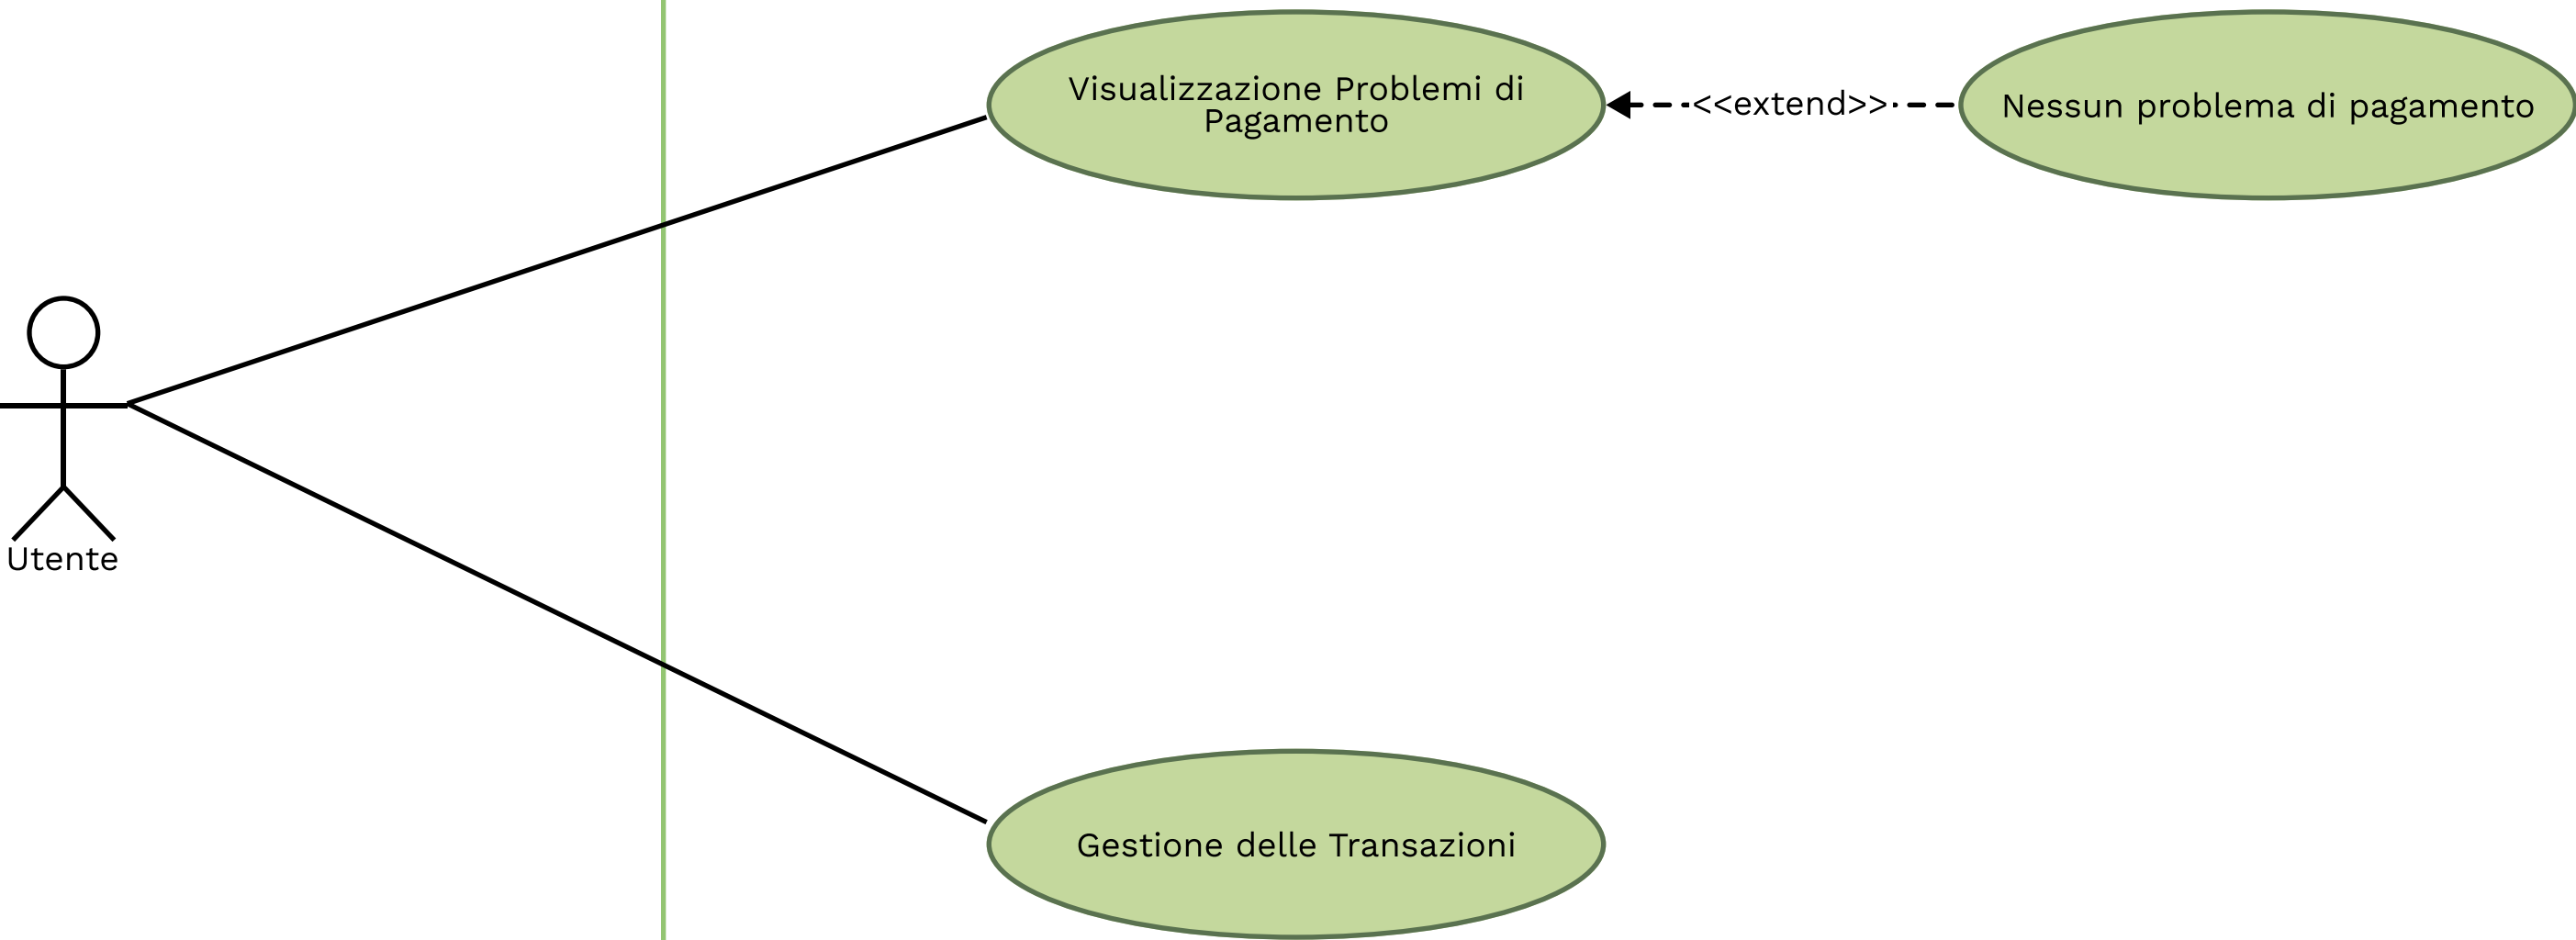 Visualizzazione Problemi di
Pagamento
<<extend>>
Nessun problema di pagamento
Utente
Gestione delle Transazioni